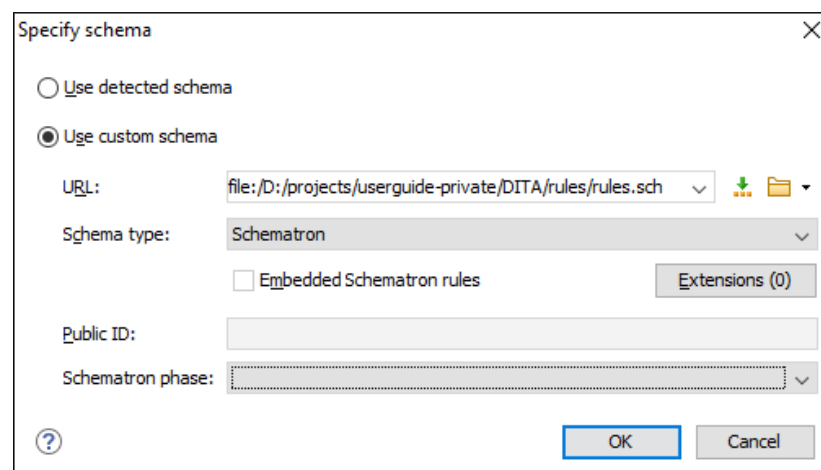 Specify schema
Use detected schema
Use custom schema
URL: file:/D:/projects/userguide-private/DITA/rules/rules.sch
Schema type: Schematron
Embedded Schematron rules Extensions (0)
Public ID:
Schematron phase:
? OK Cancel